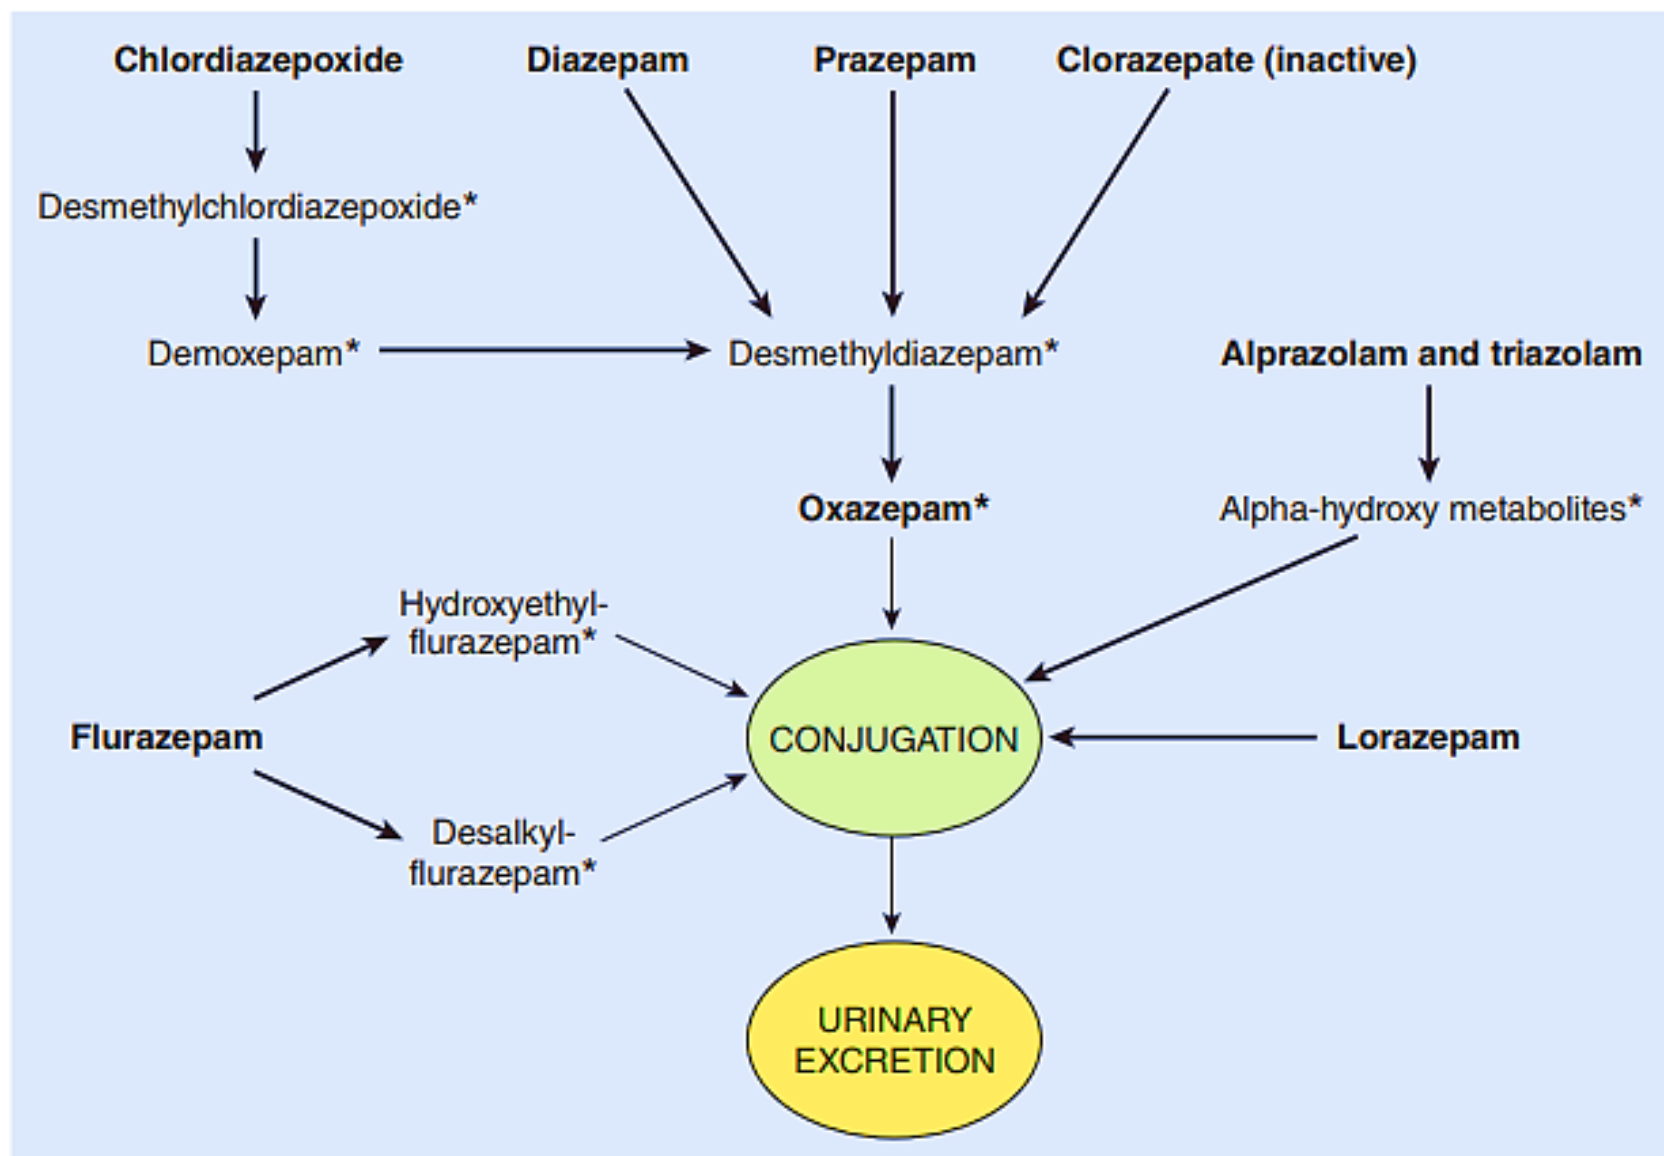 Chlordiazepoxide
Diazepam
Prazepam
Clorazepate (inactive)
Desmethylchlordiazepoxide*
Demoxepam*
Desmethyldiazepam*
Alprazolam and triazolam
Oxazepam*
Alpha-hydroxy metabolites*
Hydroxyethyl-
flurazepam*
Flurazepam
CONJUGATION
Lorazepam
Desalkyl-
flurazepam*
URINARY
EXCRETION